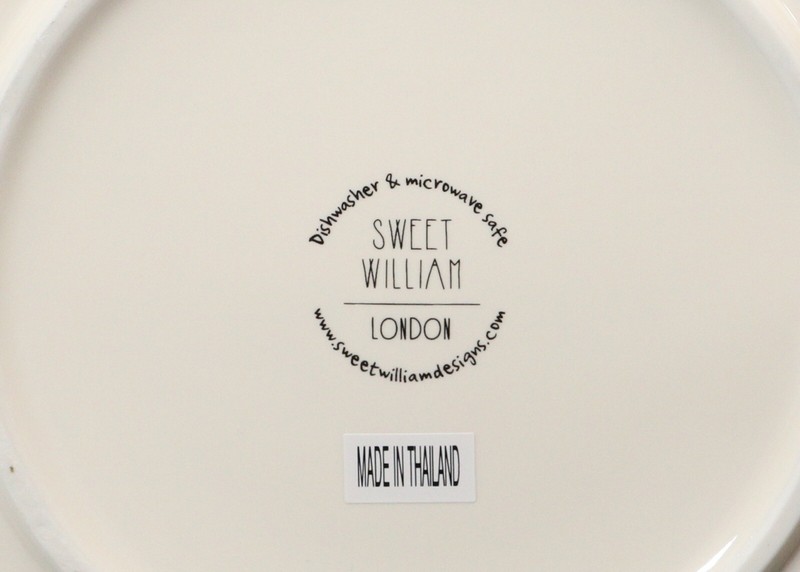 Dishwasher & microwave safe
SWEET
WILLIAM
LONDON
www.sweetwilliamdesigns.com
MADE IN THAILAND